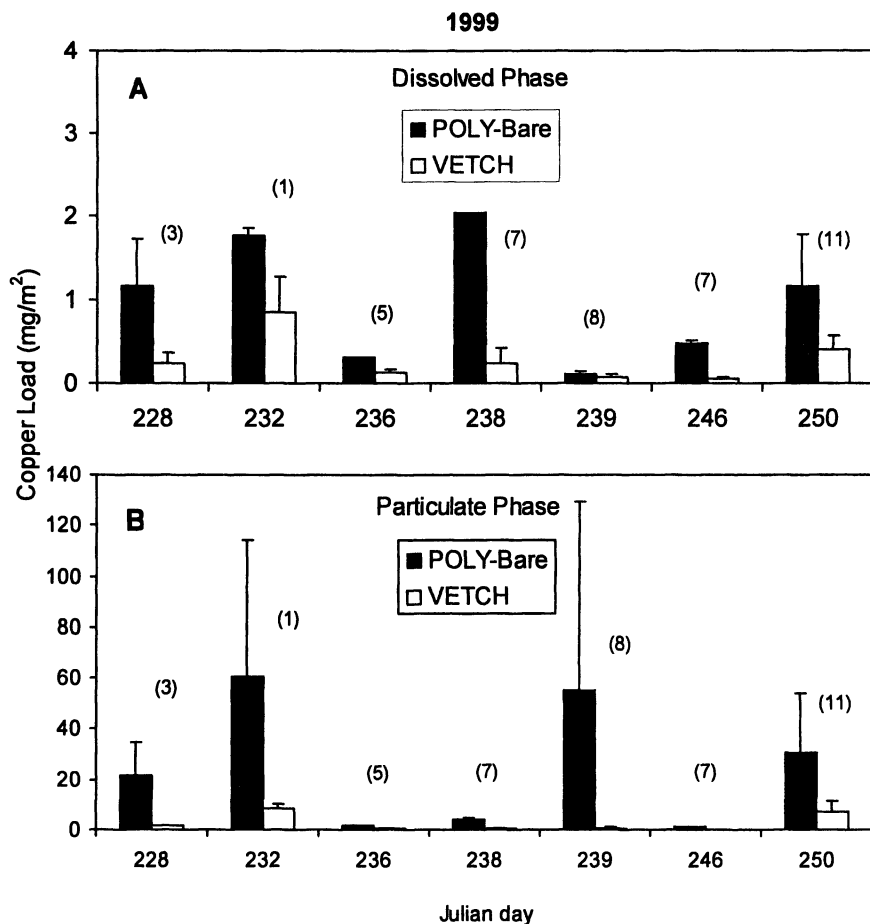 1999
Copper Load (mg/m²)
4
3
2
1
0
A
Dissolved Phase
POLY-Bare
VETCH
(3)
(1)
(5)
(7)
(8)
(7)
(11)
228 232 236 238 239 246 250
140
120
100
80
60
40
20
0
B
Particulate Phase
POLY-Bare
VETCH
(3)
(1)
(5)
(7)
(8)
(7)
(11)
228 232 236 238 239 246 250
Julian day